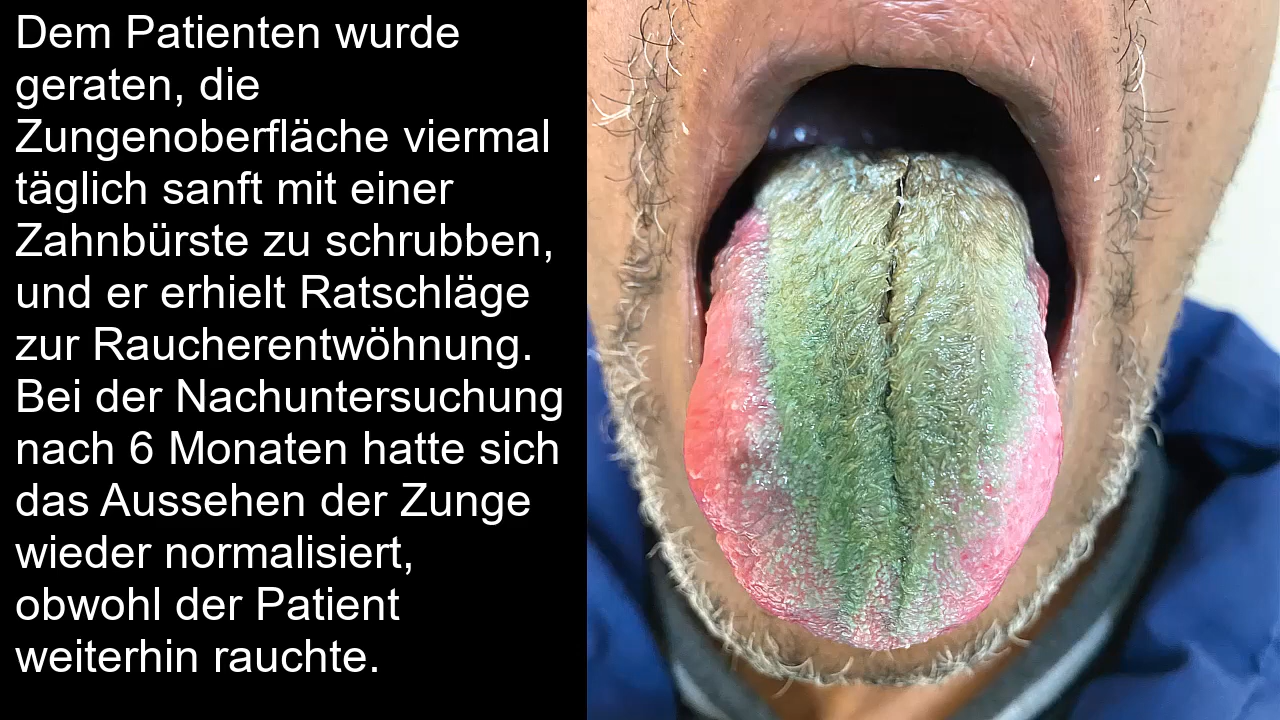 Dem Patienten wurde
geraten, die
Zungenoberfläche viermal
täglich sanft mit einer
Zahnbürste zu schrubben,
und er erhielt Ratschläge
zur Raucherentwöhnung.
Bei der Nachuntersuchung
nach 6 Monaten hatte sich
das Aussehen der Zunge
wieder normalisiert,
obwohl der Patient
weiterhin rauchte.